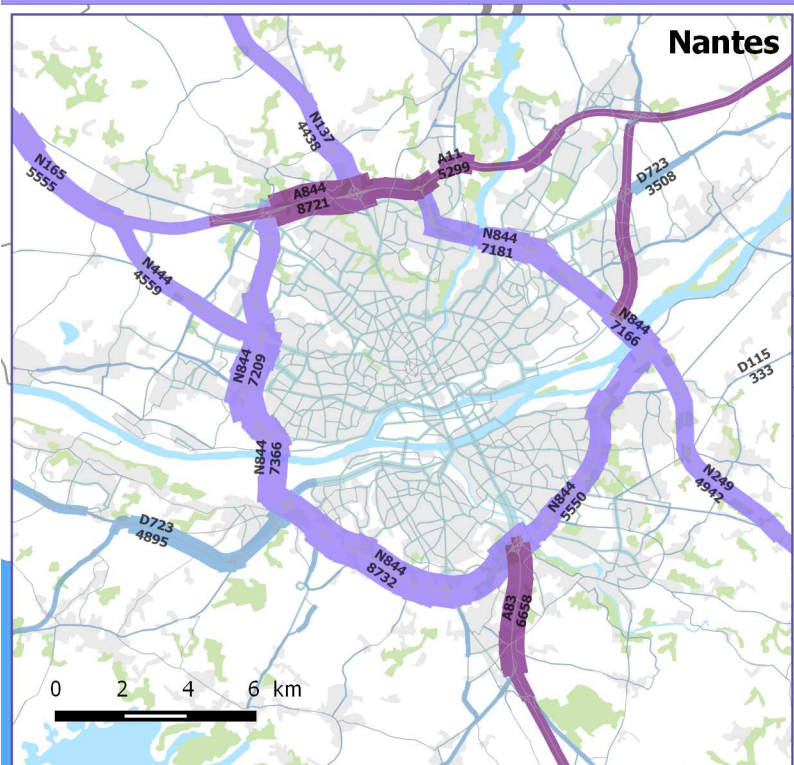 Nantes
N137
4438
A11
5299
N165
5555
A844
8721
D723
3508
N844
7181
N444
4559
N844
7166
D115
333
N844
7209
N844
7366
N249
4942
N844
5550
D723
4895
N844
8732
A83
6658
0 2 4 6 km